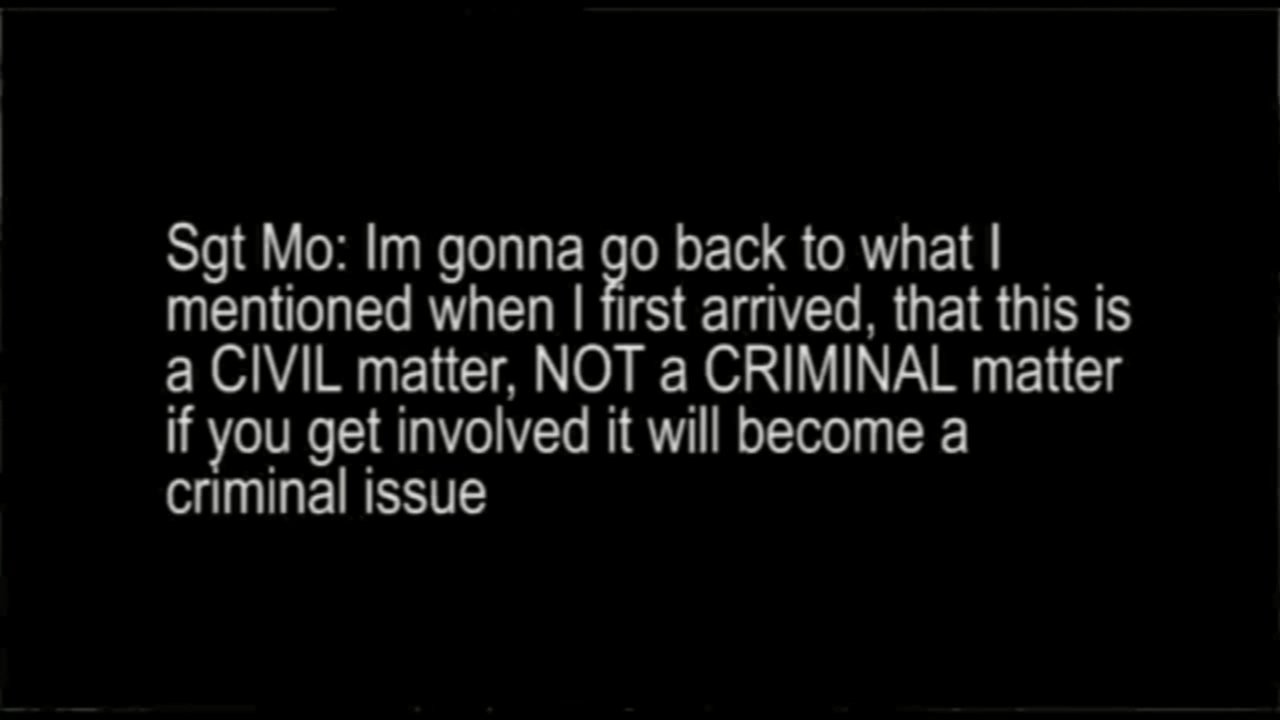 Sgt Mo: Im gonna go back to what I
mentioned when I first arrived, that this is
a CIVIL matter, NOT a CRIMINAL matter
if you get involved it will become a
criminal issue